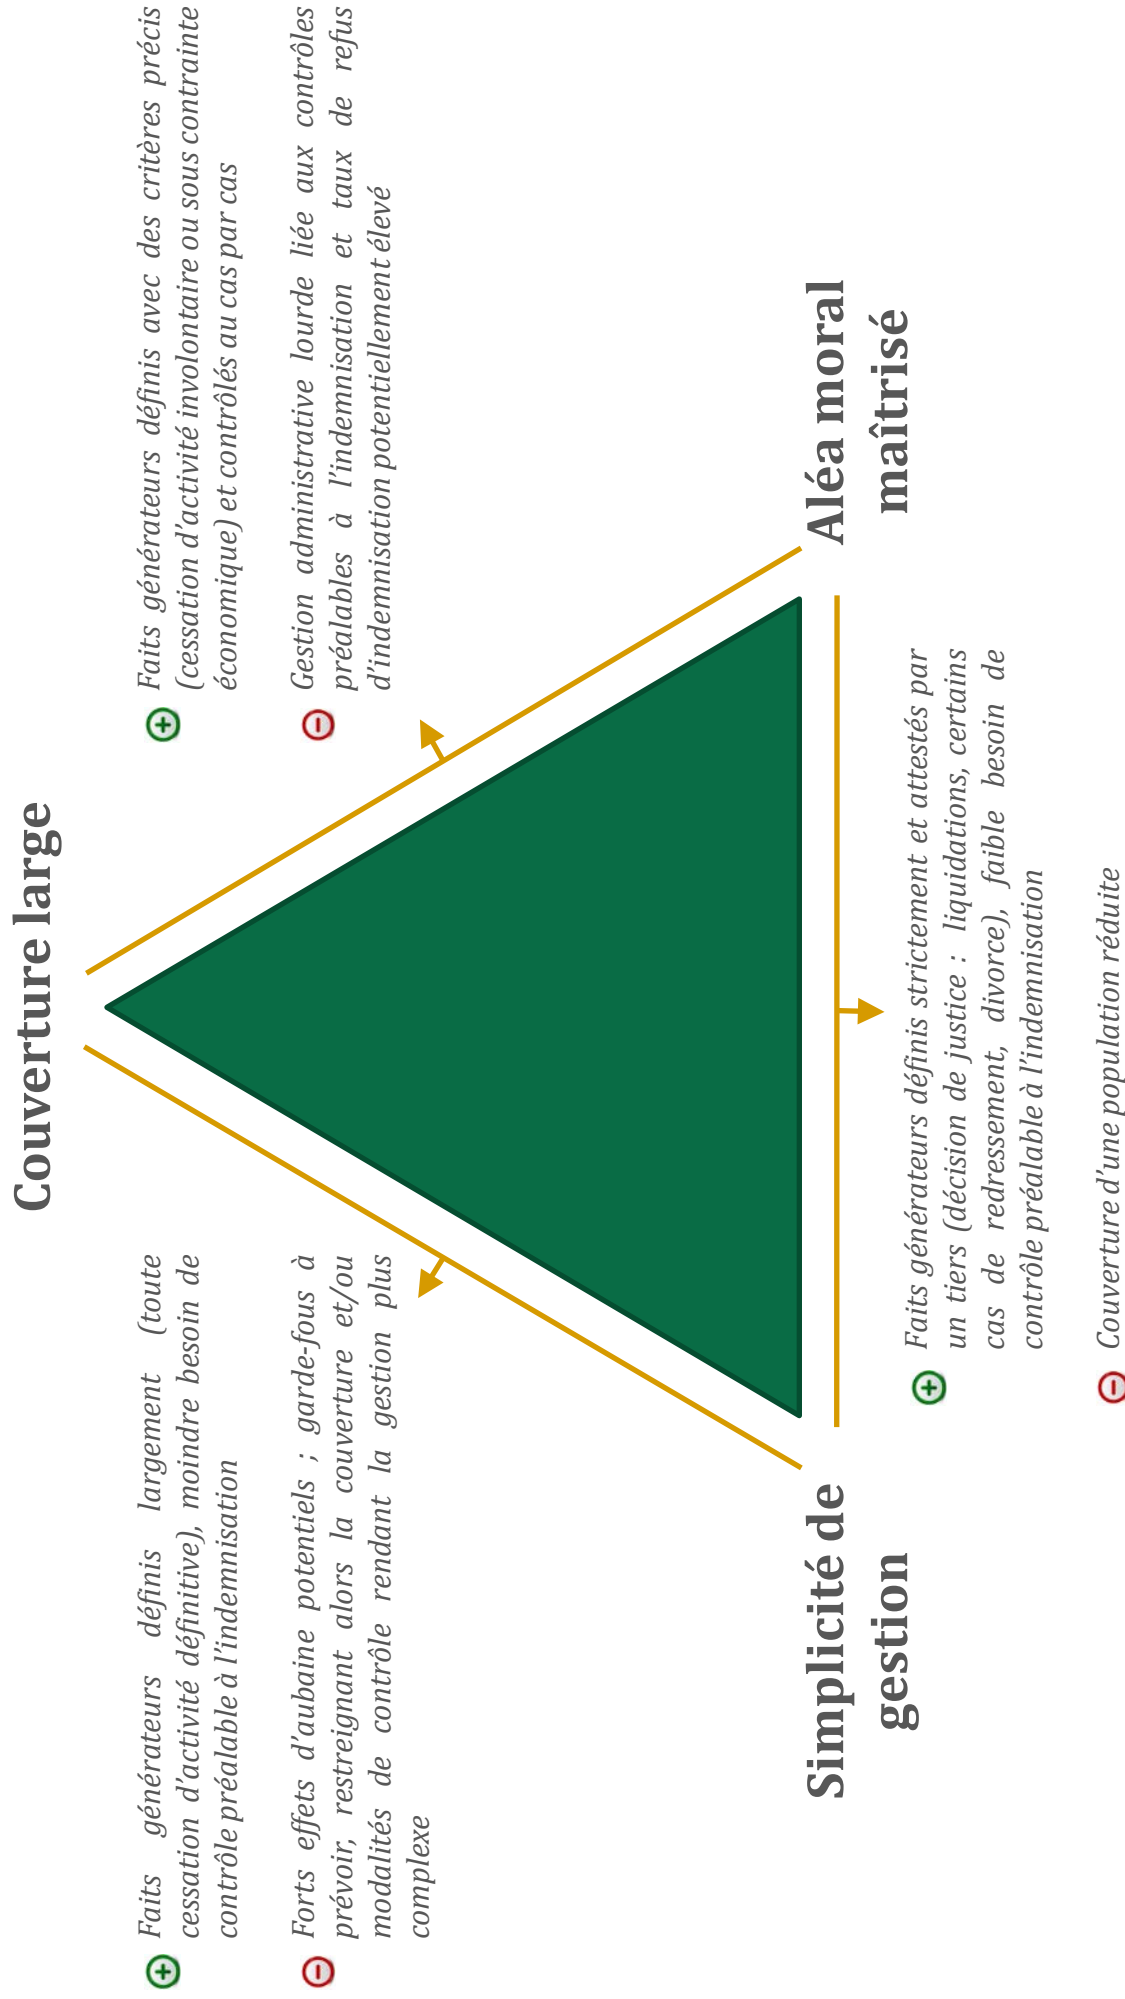 Couverture large
Faits générateurs définis largement (toute
cessation d'activité définitive), moindre besoin de
contrôle préalable à l'indemnisation
Forts effets d'aubaine potentiels ; garde-fous à
prévoir, restreignant alors la couverture et/ou
modalités de contrôle rendant la gestion plus
complexe
Faits générateurs définis avec des critères précis
(cessation d'activité involontaire ou sous contrainte
économique) et contrôlés au cas par cas
Gestion administrative lourde liée aux contrôles
préalables à l'indemnisation et taux de refus
d'indemnisation potentiellement élevé
Simplicité de
gestion
Aléa moral
maîtrisé
Faits générateurs définis strictement et attestés par
un tiers (décision de justice : liquidations, certains
cas de redressement, divorce), faible besoin de
contrôle préalable à l'indemnisation
Couverture d'une population réduite